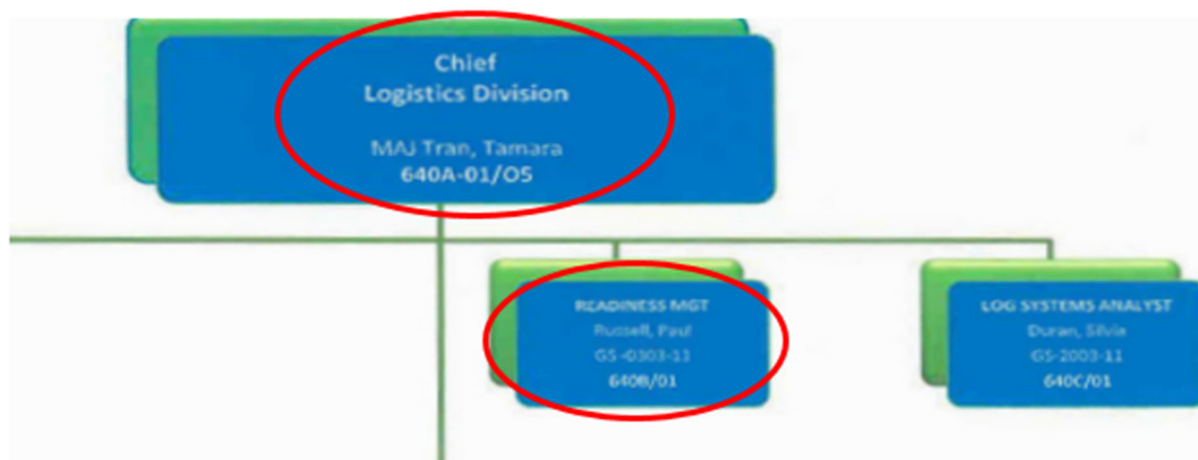 Chief
Logistics Division
MAJ Tran, Tamara
640A-01/O5
READINESS MGT
Russell, Paul
GS-0303-11
640B/01
LOG SYSTEMS ANALYST
Duran, Silvia
GS-2003-11
640C/01